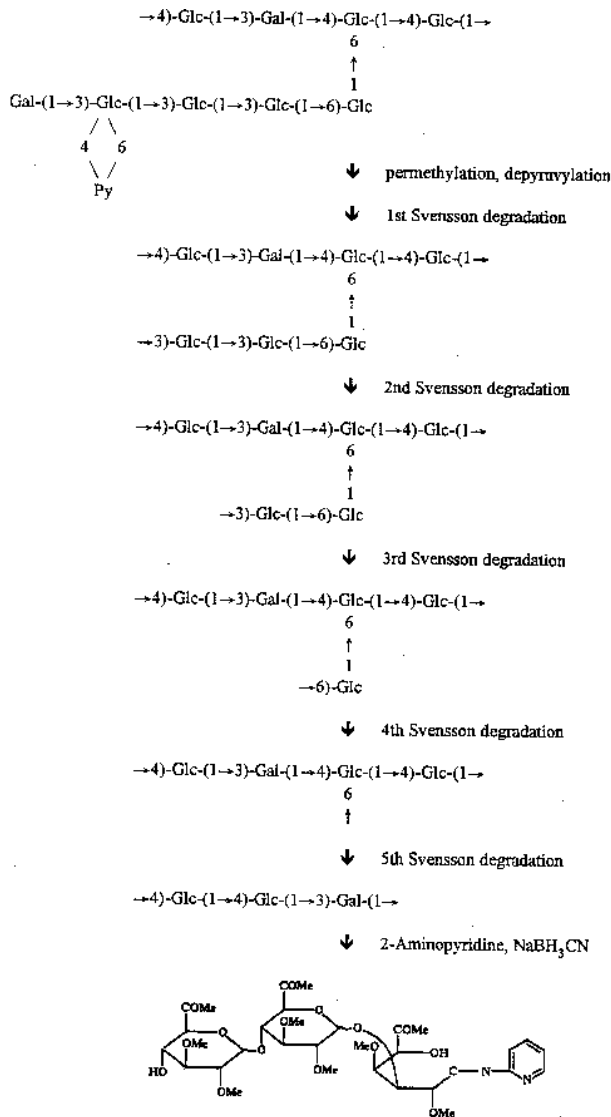 →4)-Glc-(1→3)-Gal-(1→4)-Glc-(1→4)-Glc-(1→
6
↑
1
Gal-(1→3)-Glc-(1→3)-Glc-(1→3)-Glc-(1→6)-Glc
/ \
4 6
\ /
Py
↓ permethylation, depyruvylation
↓ 1st Svensson degradation
→4)-Glc-(1→3)-Gal-(1→4)-Glc-(1→4)-Glc-(1→
6
↑
1
→3)-Glc-(1→3)-Glc-(1→6)-Glc
↓ 2nd Svensson degradation
→4)-Glc-(1→3)-Gal-(1→4)-Glc-(1→4)-Glc-(1→
6
↑
1
→3)-Glc-(1→6)-Glc
↓ 3rd Svensson degradation
→4)-Glc-(1→3)-Gal-(1→4)-Glc-(1→4)-Glc-(1→
6
↑
1
→6)-Glc
↓ 4th Svensson degradation
→4)-Glc-(1→3)-Gal-(1→4)-Glc-(1→4)-Glc-(1→
6
↑
↓ 5th Svensson degradation
→4)-Glc-(1→4)-Glc-(1→3)-Gal-(1→
↓ 2-Aminopyridine, NaBH3CN
COMe
COMe O
O O OMe O COMe
OMe O MeO OH
HO OMe C N N
OMe OMe